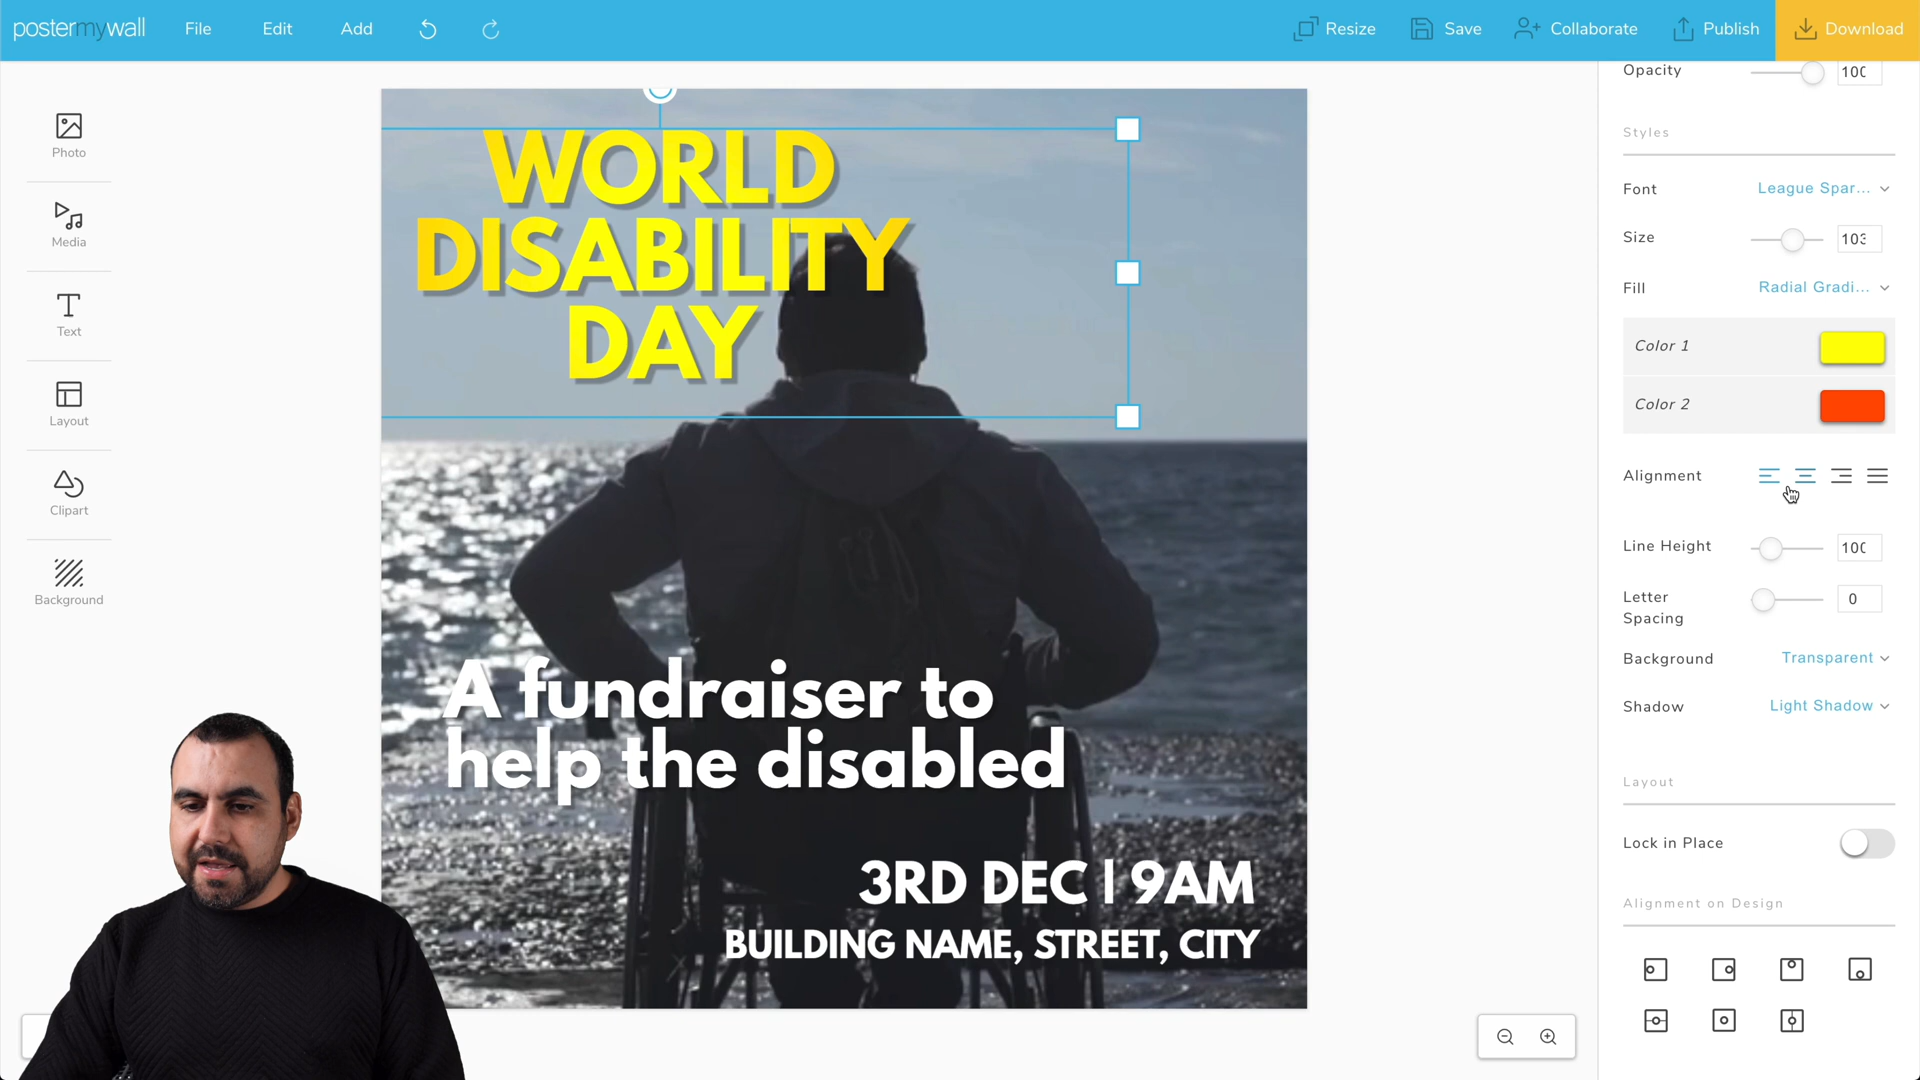 postermywall
File
Edit
Add
Resize
Save
Collaborate
Publish
Download
Photo
Media
Text
Layout
Clipart
Background
WORLD
DISABILITY
DAY
A fundraiser to
help the disabled
3RD DEC | 9AM
BUILDING NAME, STREET, CITY
Opacity
100
Styles
Font
League Spar...
Size
103
Fill
Radial Gradi...
Color 1
Color 2
Alignment
Line Height
100
Letter
Spacing
0
Background
Transparent
Shadow
Light Shadow
Layout
Lock in Place
Alignment on Design